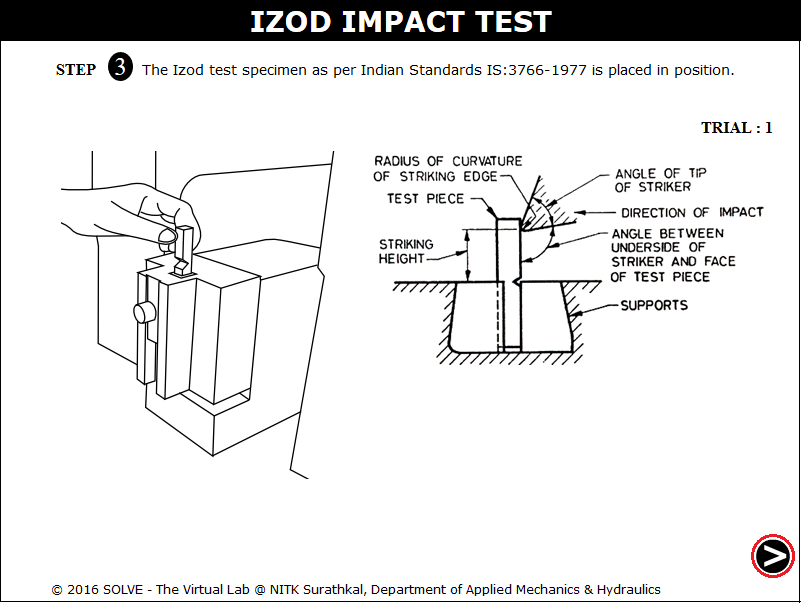 IZOD IMPACT TEST
STEP 3 The Izod test specimen as per Indian Standards IS:3766-1977 is placed in position.
TRIAL : 1
RADIUS OF CURVATURE
OF STRIKING EDGE
TEST PIECE
STRIKING
HEIGHT
ANGLE OF TIP
OF STRIKER
DIRECTION OF IMPACT
ANGLE BETWEEN
UNDERSIDE OF
STRIKER AND FACE
OF TEST PIECE
SUPPORTS
>
© 2016 SOLVE - The Virtual Lab @ NITK Surathkal, Department of Applied Mechanics & Hydraulics